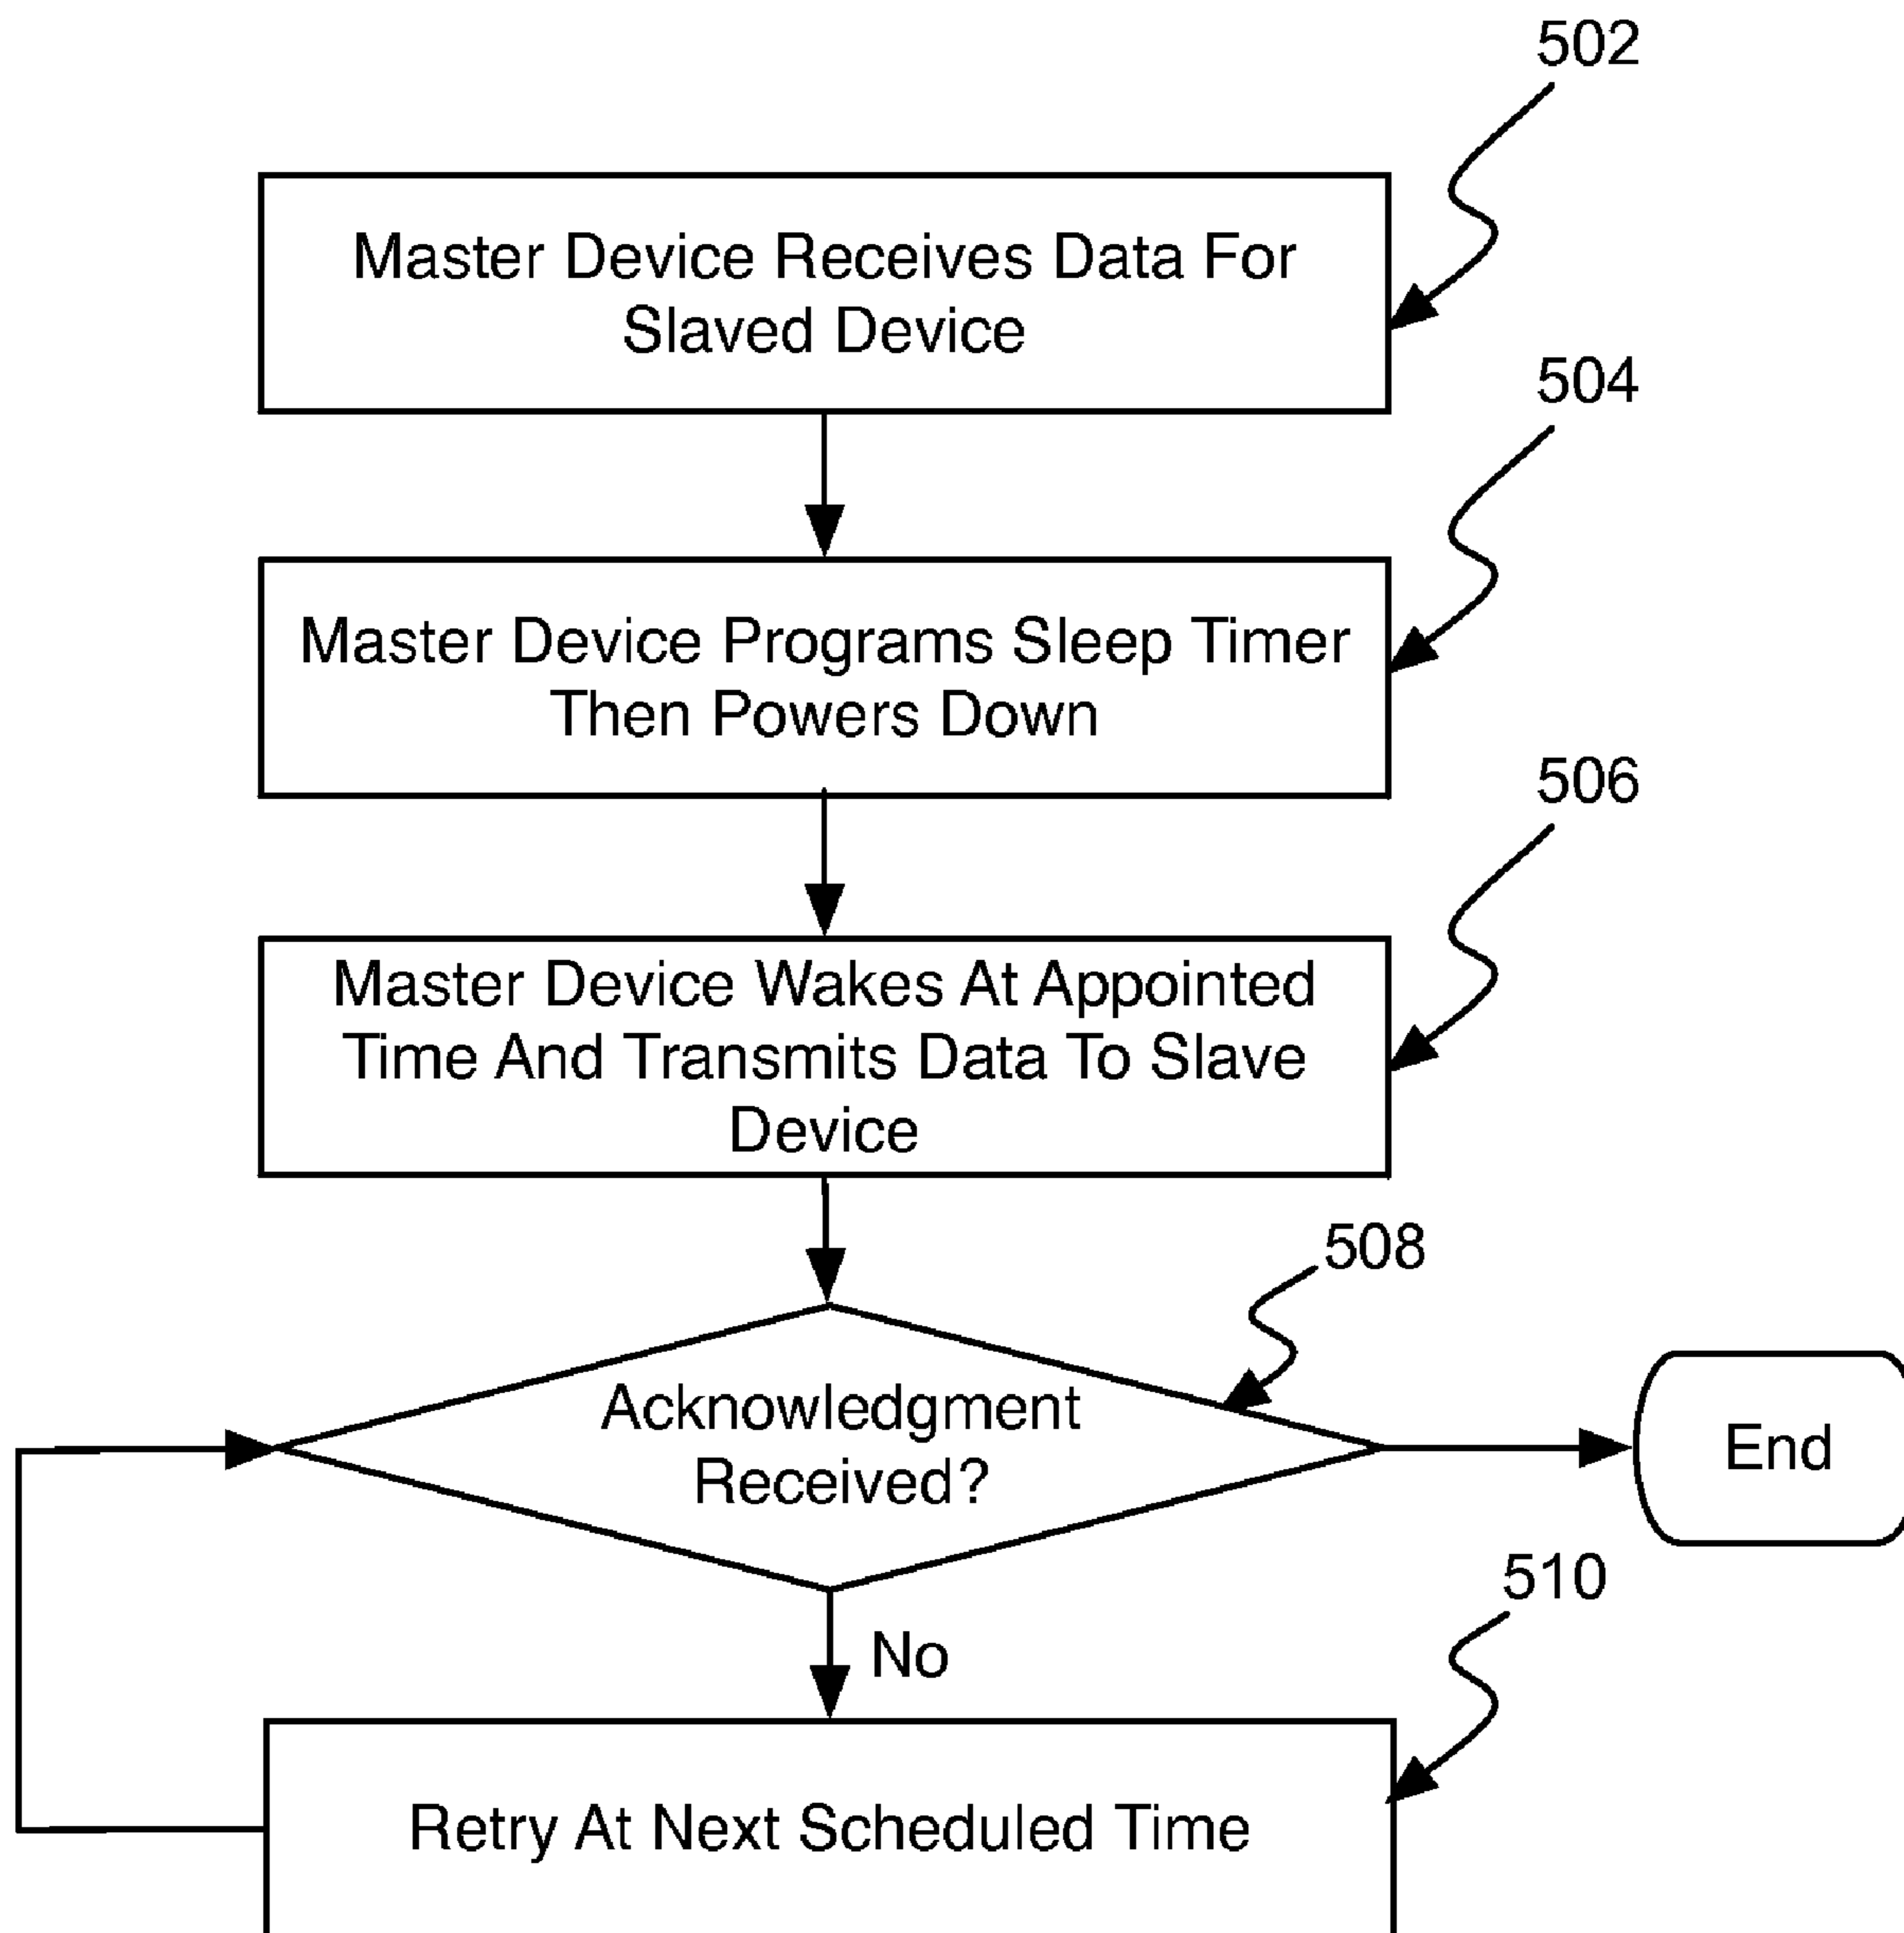 502
Master Device Receives Data For
Slaved Device
504
Master Device Programs Sleep Timer
Then Powers Down
506
Master Device Wakes At Appointed
Time And Transmits Data To Slave
Device
508
Acknowledgment
Received?
End
510
No
Retry At Next Scheduled Time